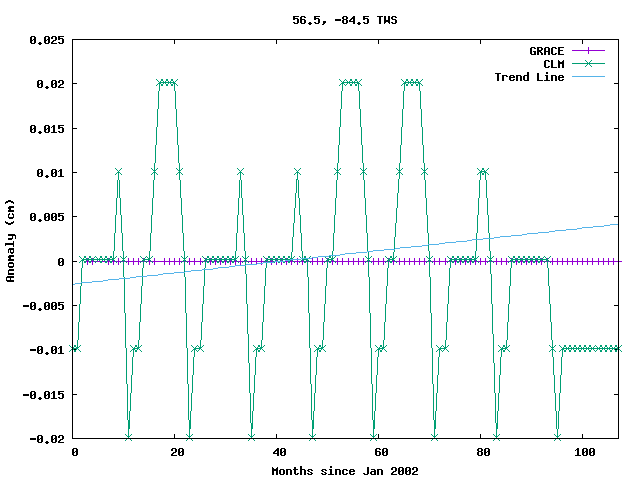 56.5, -84.5 TWS
GRACE
CLM
Trend Line
0.025
0.02
0.015
0.01
0.005
0
-0.005
-0.01
-0.015
-0.02
Anomaly (cm)
0 20 40 60 80 100
Months since Jan 2002